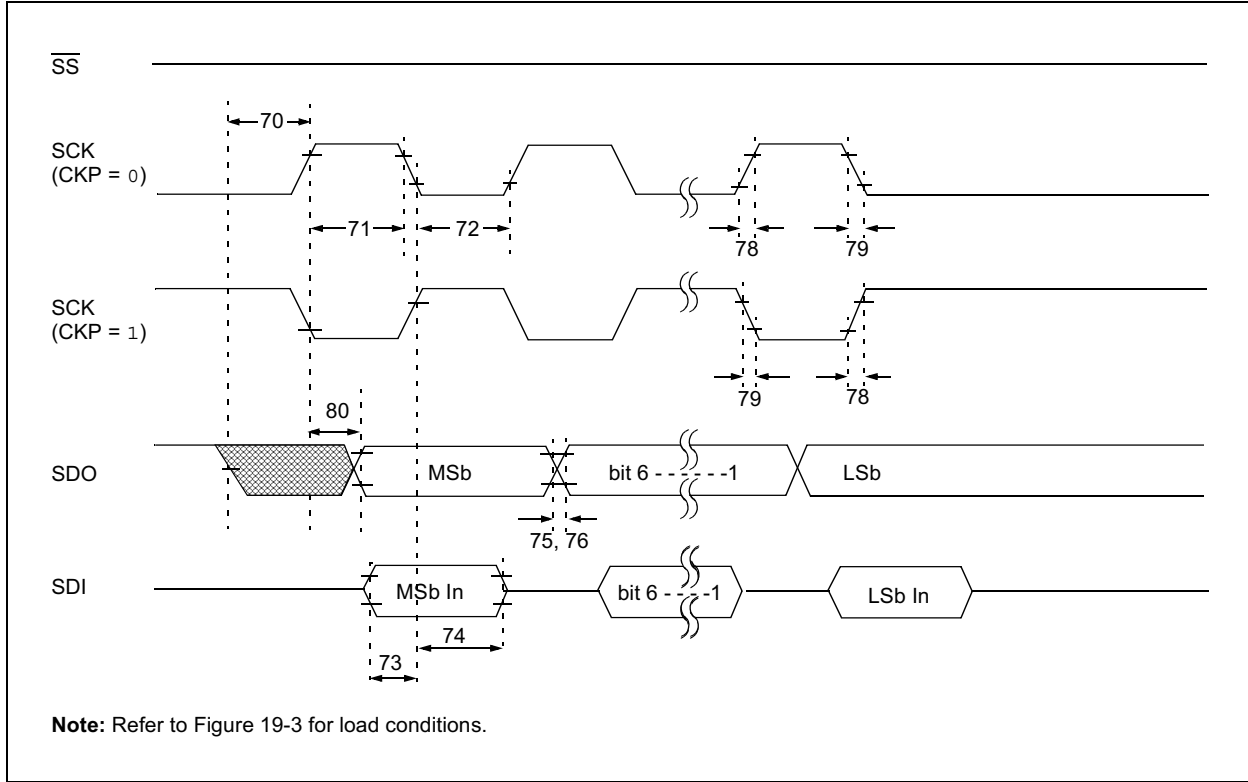 SS
70
SCK
(CKP = 0)
71
72
78
79
SCK
(CKP = 1)
79
78
80
SDO
MSb
bit 6 - - - - - - -1
LSb
75, 76
SDI
MSb In
bit 6 - - - - -1
LSb In
74
73
Note: Refer to Figure 19-3 for load conditions.